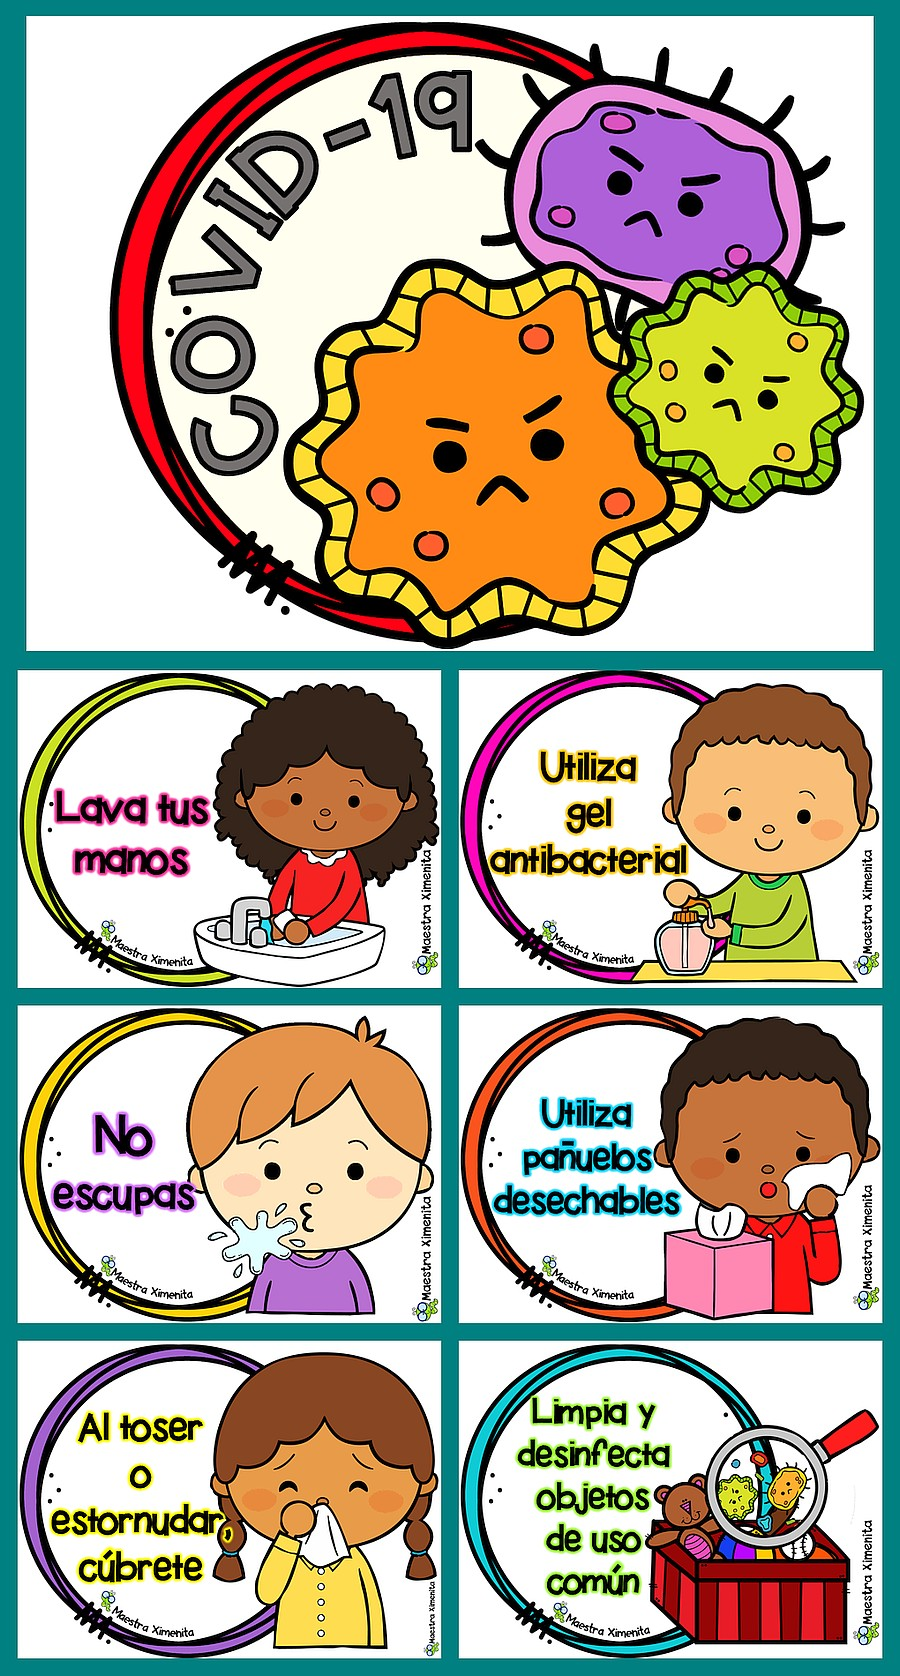 COVID-19
Lava tus
manos
Maestra Ximenita
Maestra Ximenita
Utiliza
gel
antibacterial
Maestra Ximenita
Maestra Ximenita
No
escupas
Maestra Ximenita
Maestra Ximenita
Utiliza
pañuelos
desechables
Maestra Ximenita
Maestra Ximenita
Al toser
o
estornudar
cúbrete
Maestra Ximenita
Maestra Ximenita
Limpia y
desinfecta
objetos
de uso
común
Maestra Ximenita
Maestra Ximenita